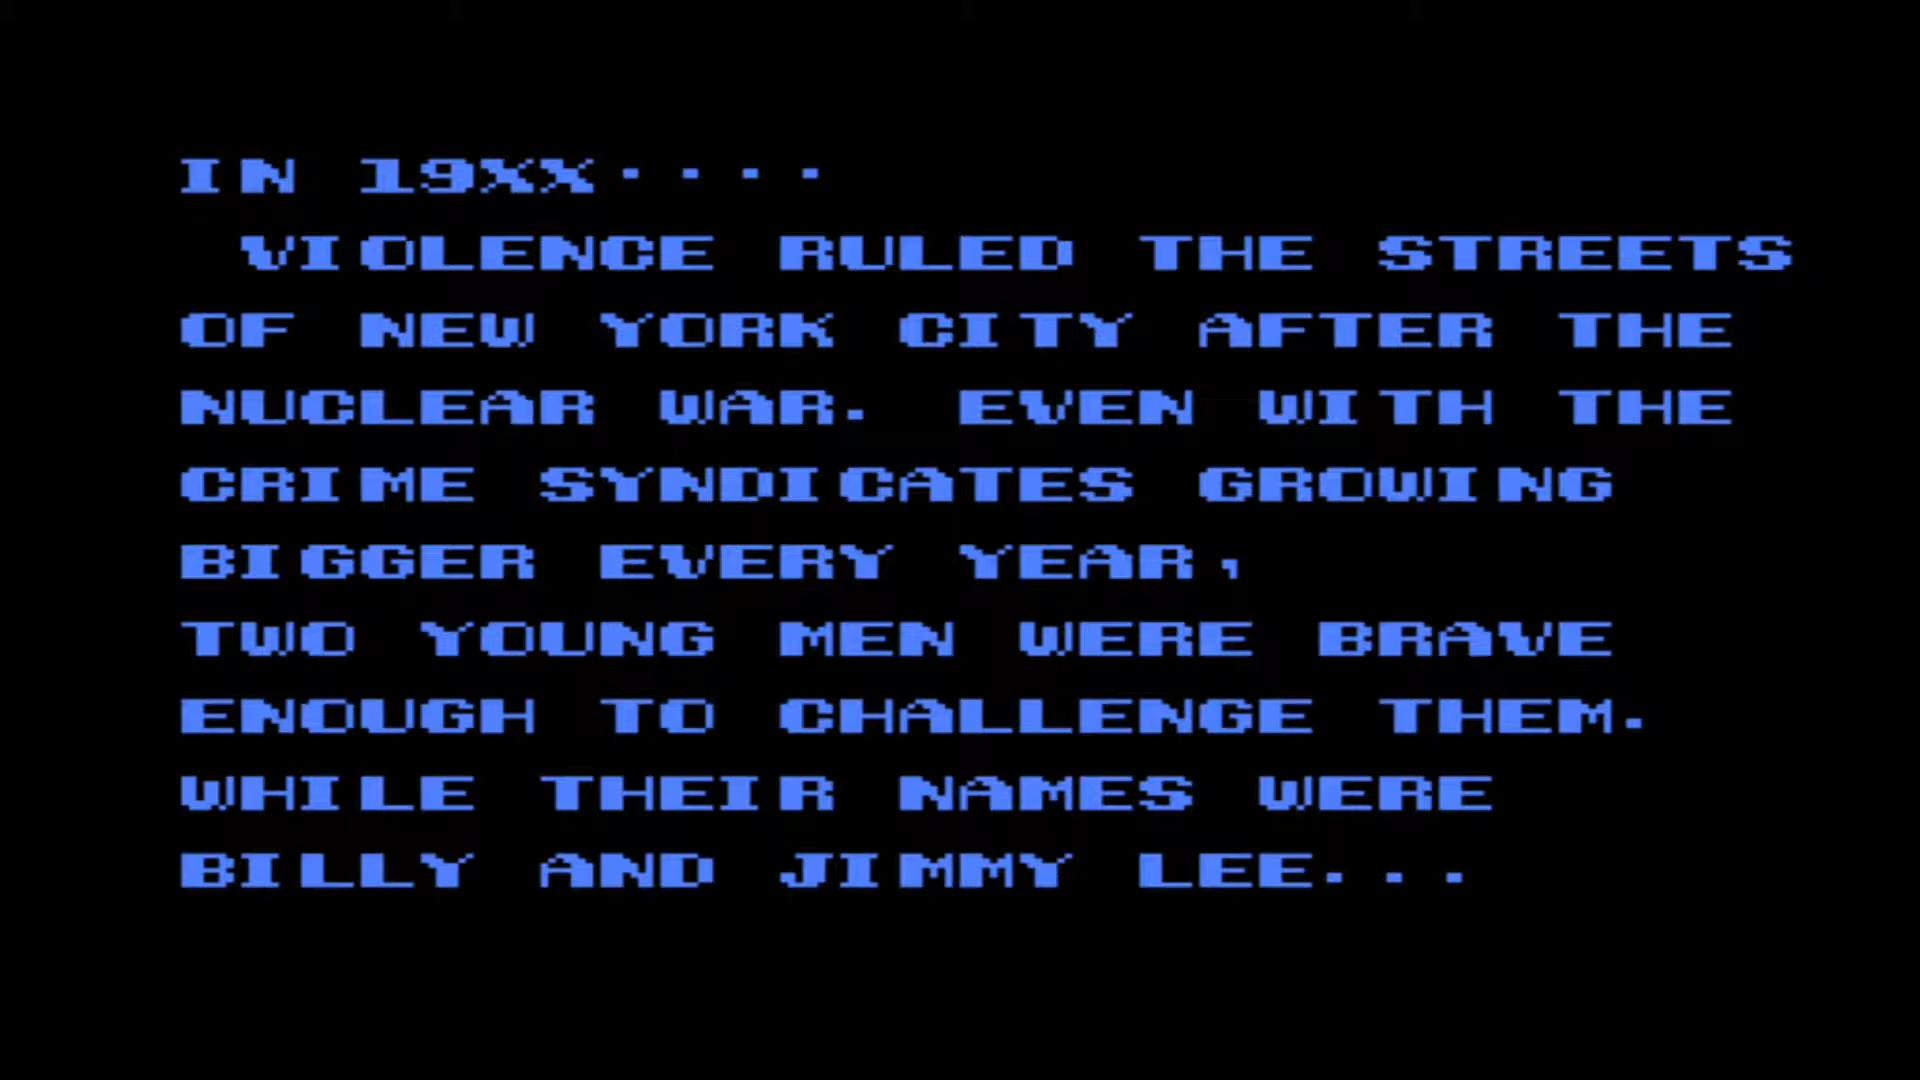 IN 19XX····
VIOLENCE RULED THE STREETS
OF NEW YORK CITY AFTER THE
NUCLEAR WAR. EVEN WITH THE
CRIME SYNDICATES GROWING
BIGGER EVERY YEAR,
TWO YOUNG MEN WERE BRAVE
ENOUGH TO CHALLENGE THEM.
WHILE THEIR NAMES WERE
BILLY AND JIMMY LEE...